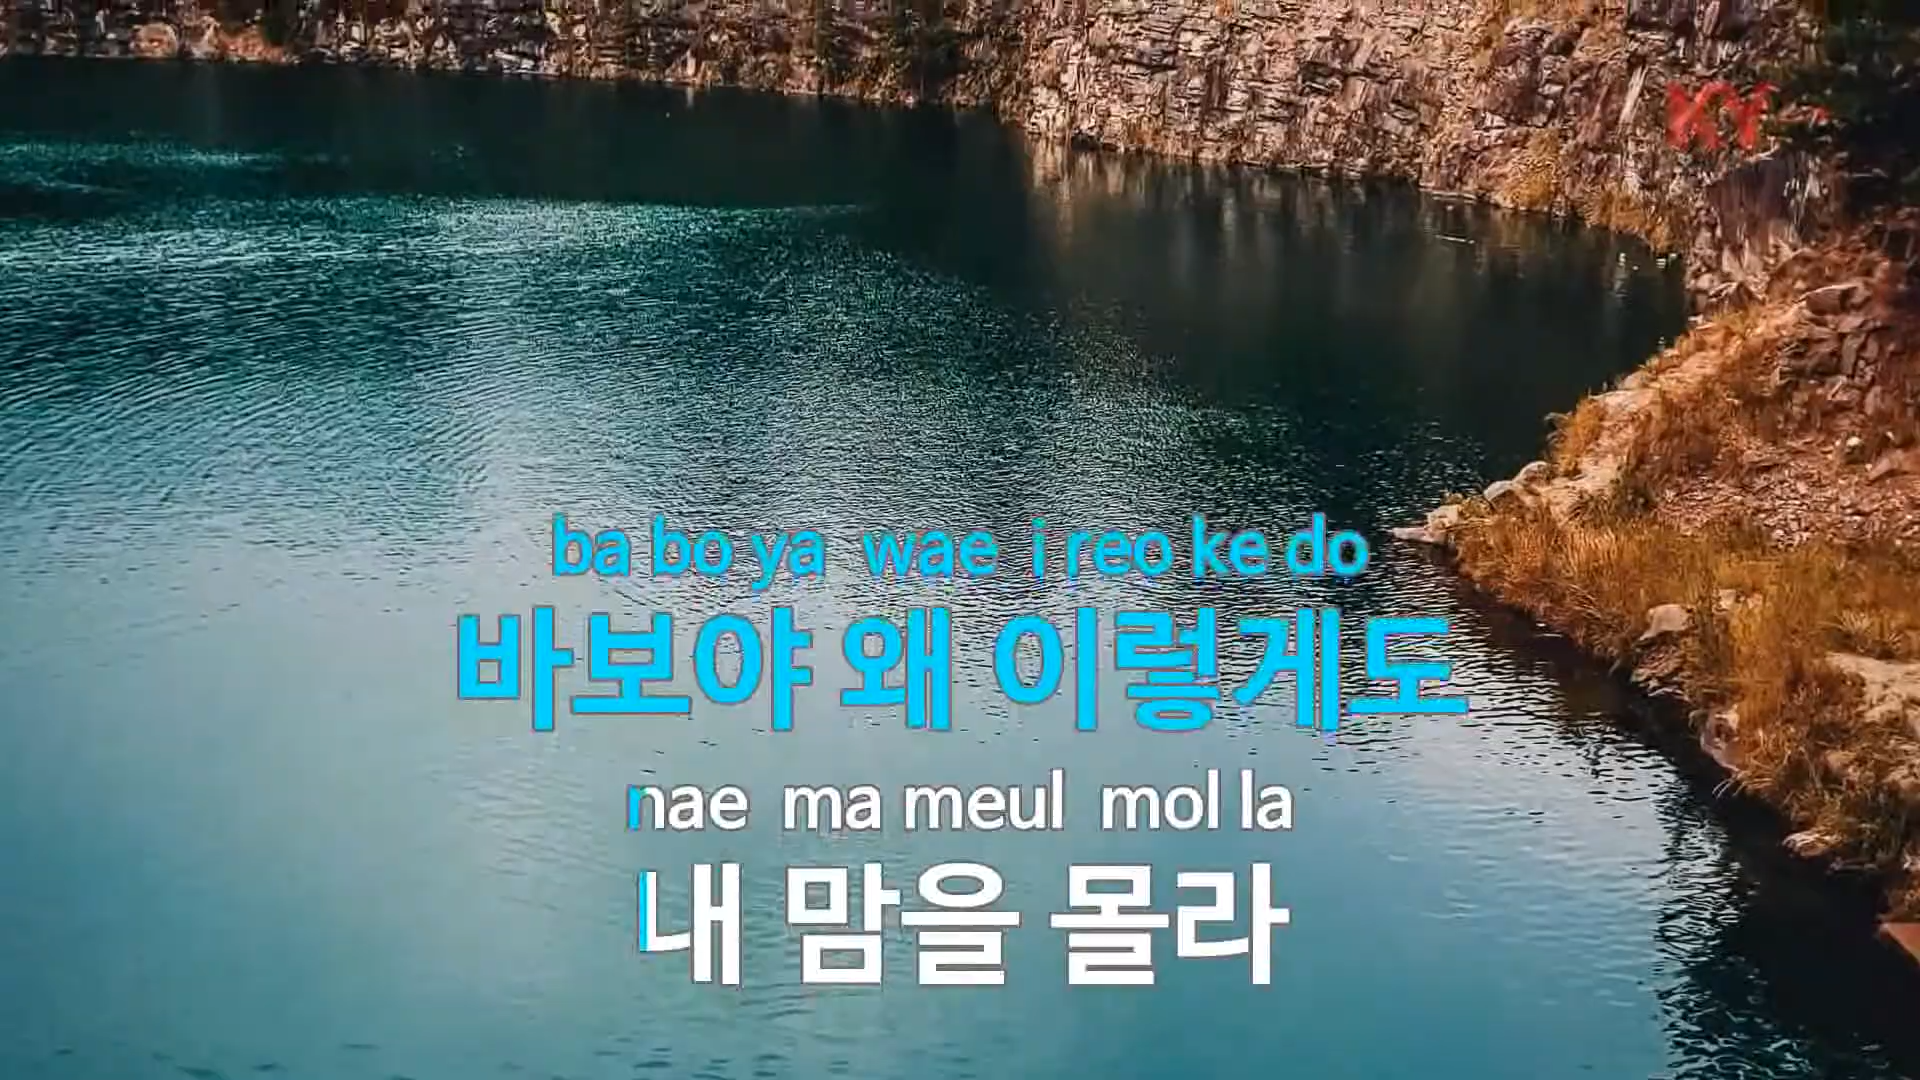 KY
ba bo ya wae i reo ke do
바보야 왜 이렇게도
nae ma meul mol la
내 맘을 몰라